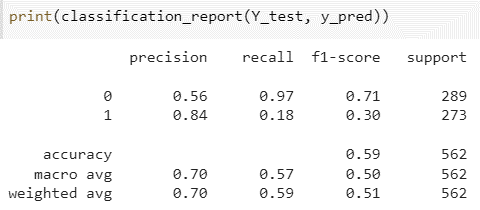 print(classification_report(Y_test, y_pred))
precision recall f1-score support
0 0.56 0.97 0.71 289
1 0.84 0.18 0.30 273
accuracy 0.59 562
macro avg 0.70 0.57 0.50 562
weighted avg 0.70 0.59 0.51 562